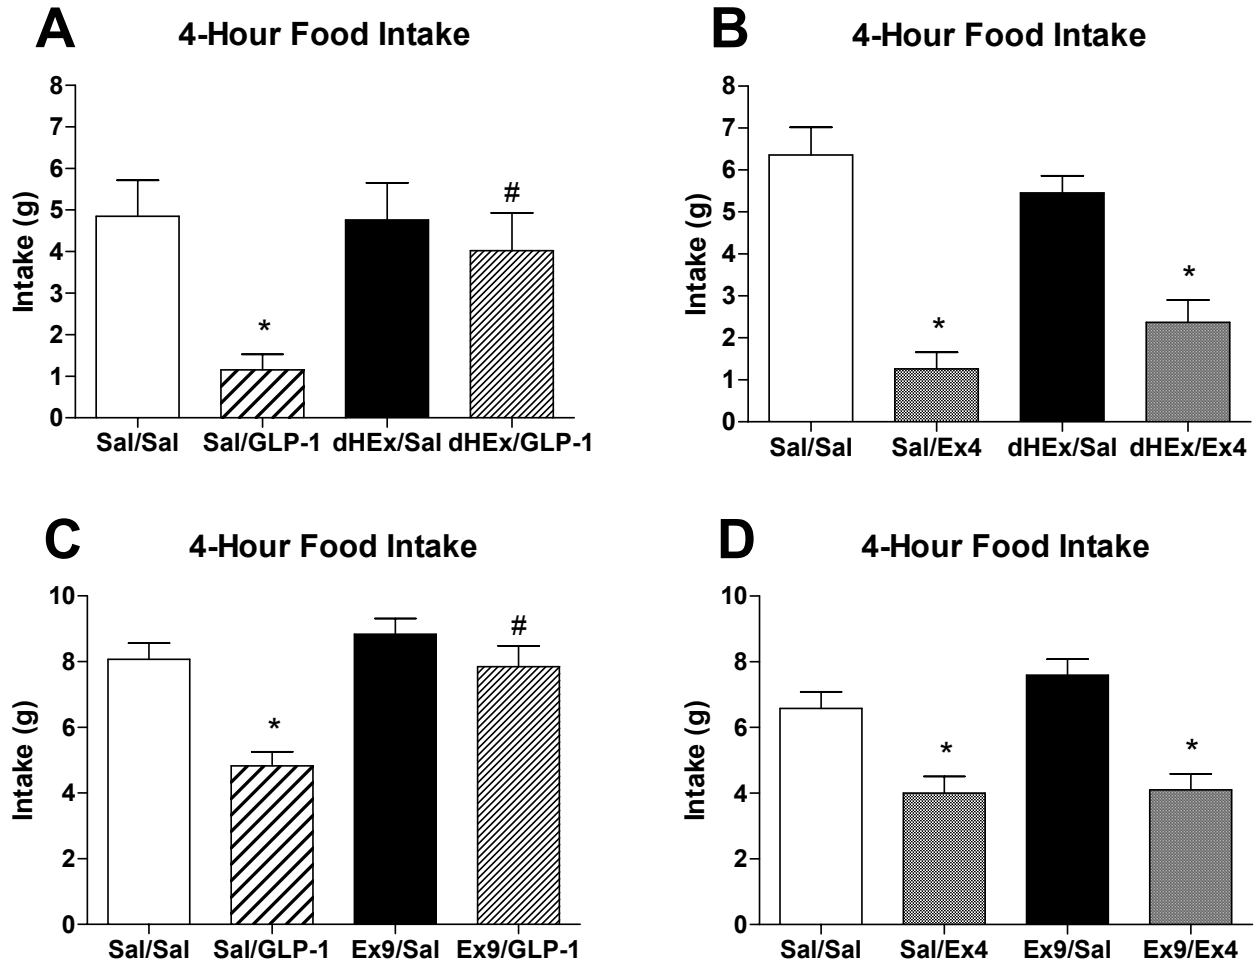 A
4-Hour Food Intake
8
7
6
5
4
3
2
1
0
Intake (g)
*
#
Sal/Sal Sal/GLP-1 dHEx/Sal dHEx/GLP-1
B
4-Hour Food Intake
8
7
6
5
4
3
2
1
0
Intake (g)
*
*
Sal/Sal Sal/Ex4 dHEx/Sal dHEx/Ex4
C
4-Hour Food Intake
10
8
6
4
2
0
Intake (g)
*
#
Sal/Sal Sal/GLP-1 Ex9/Sal Ex9/GLP-1
D
4-Hour Food Intake
10
8
6
4
2
0
Intake (g)
*
*
Sal/Sal Sal/Ex4 Ex9/Sal Ex9/Ex4